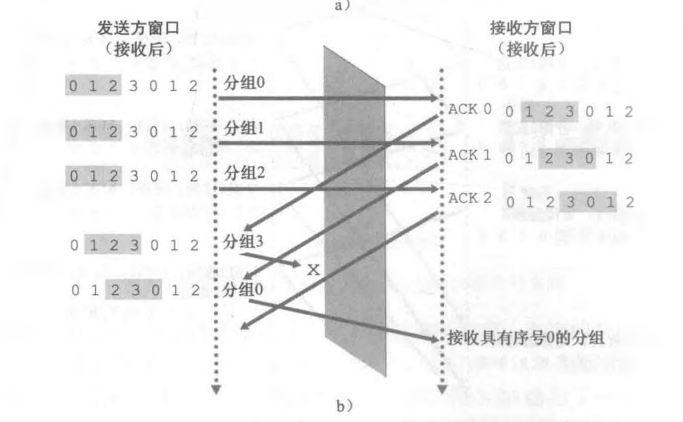 a）
发送方窗口
（接收后）
接收方窗口
（接收后）
0 1 2 3 0 1 2
分组0
ACK 0 0 1 2 3 0 1 2
0 1 2 3 0 1 2
分组1
ACK 1 0 1 2 3 0 1 2
0 1 2 3 0 1 2
分组2
ACK 2 0 1 2 3 0 1 2
0 1 2 3 0 1 2
分组3
X
0 1 2 3 0 1 2
分组0
接收具有序号0的分组
b）